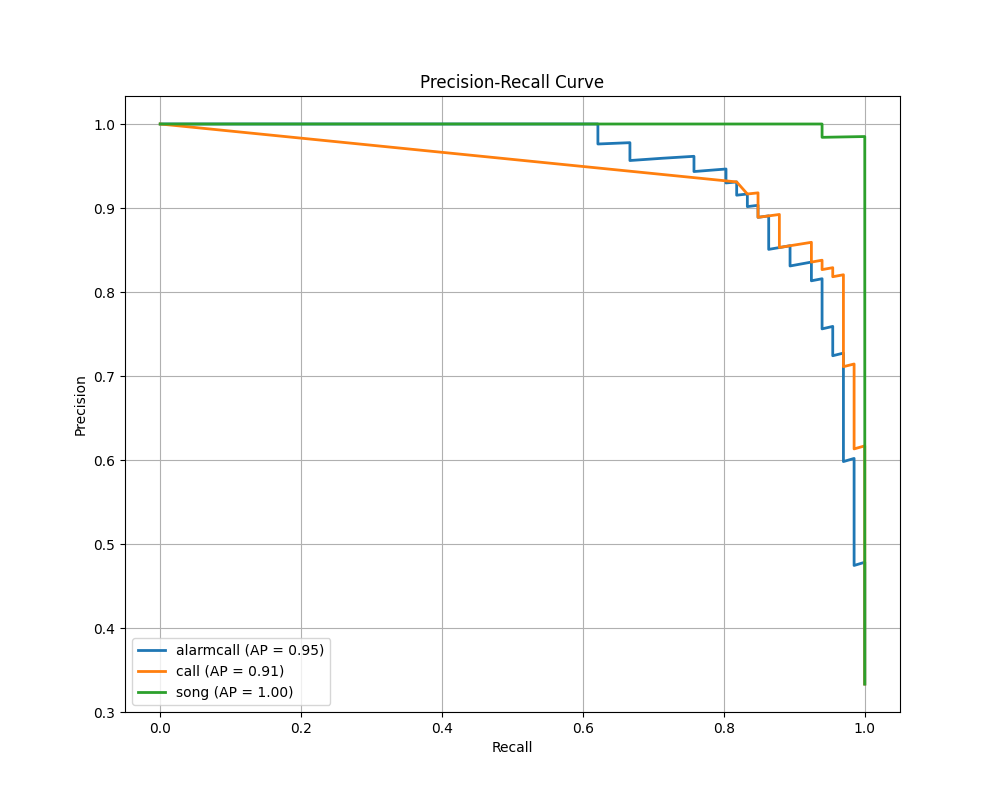 Precision-Recall Curve
Precision
1.0
0.9
0.8
0.7
0.6
0.5
0.4
0.3
alarmcall (AP = 0.95)
call (AP = 0.91)
song (AP = 1.00)
0.0 0.2 0.4 0.6 0.8 1.0
Recall